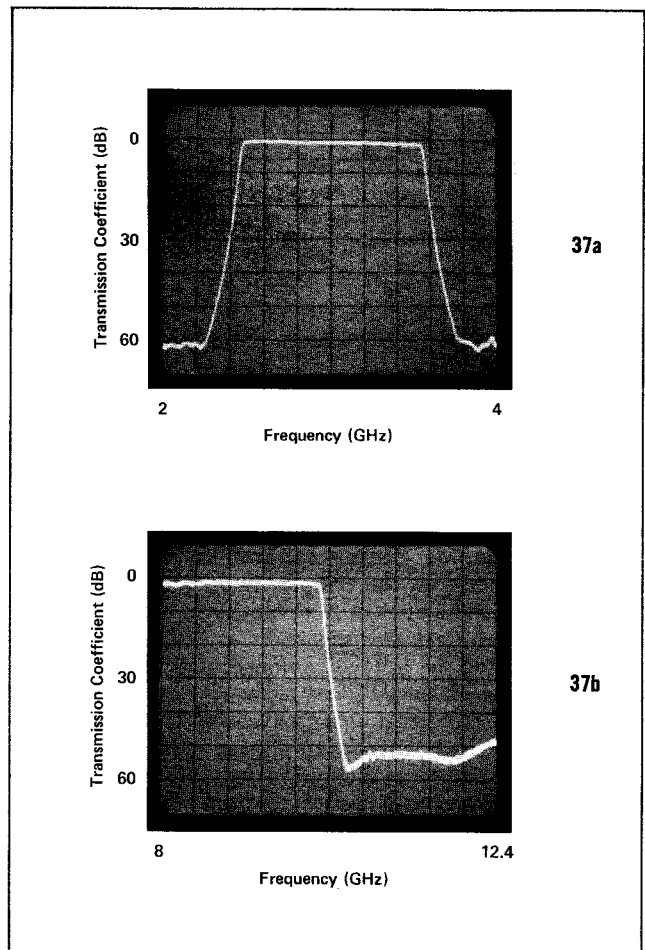 Transmission Coefficient (dB)
0
30
60
37a
2
4
Frequency (GHz)
Transmission Coefficient (dB)
0
30
60
37b
8
12.4
Frequency (GHz)